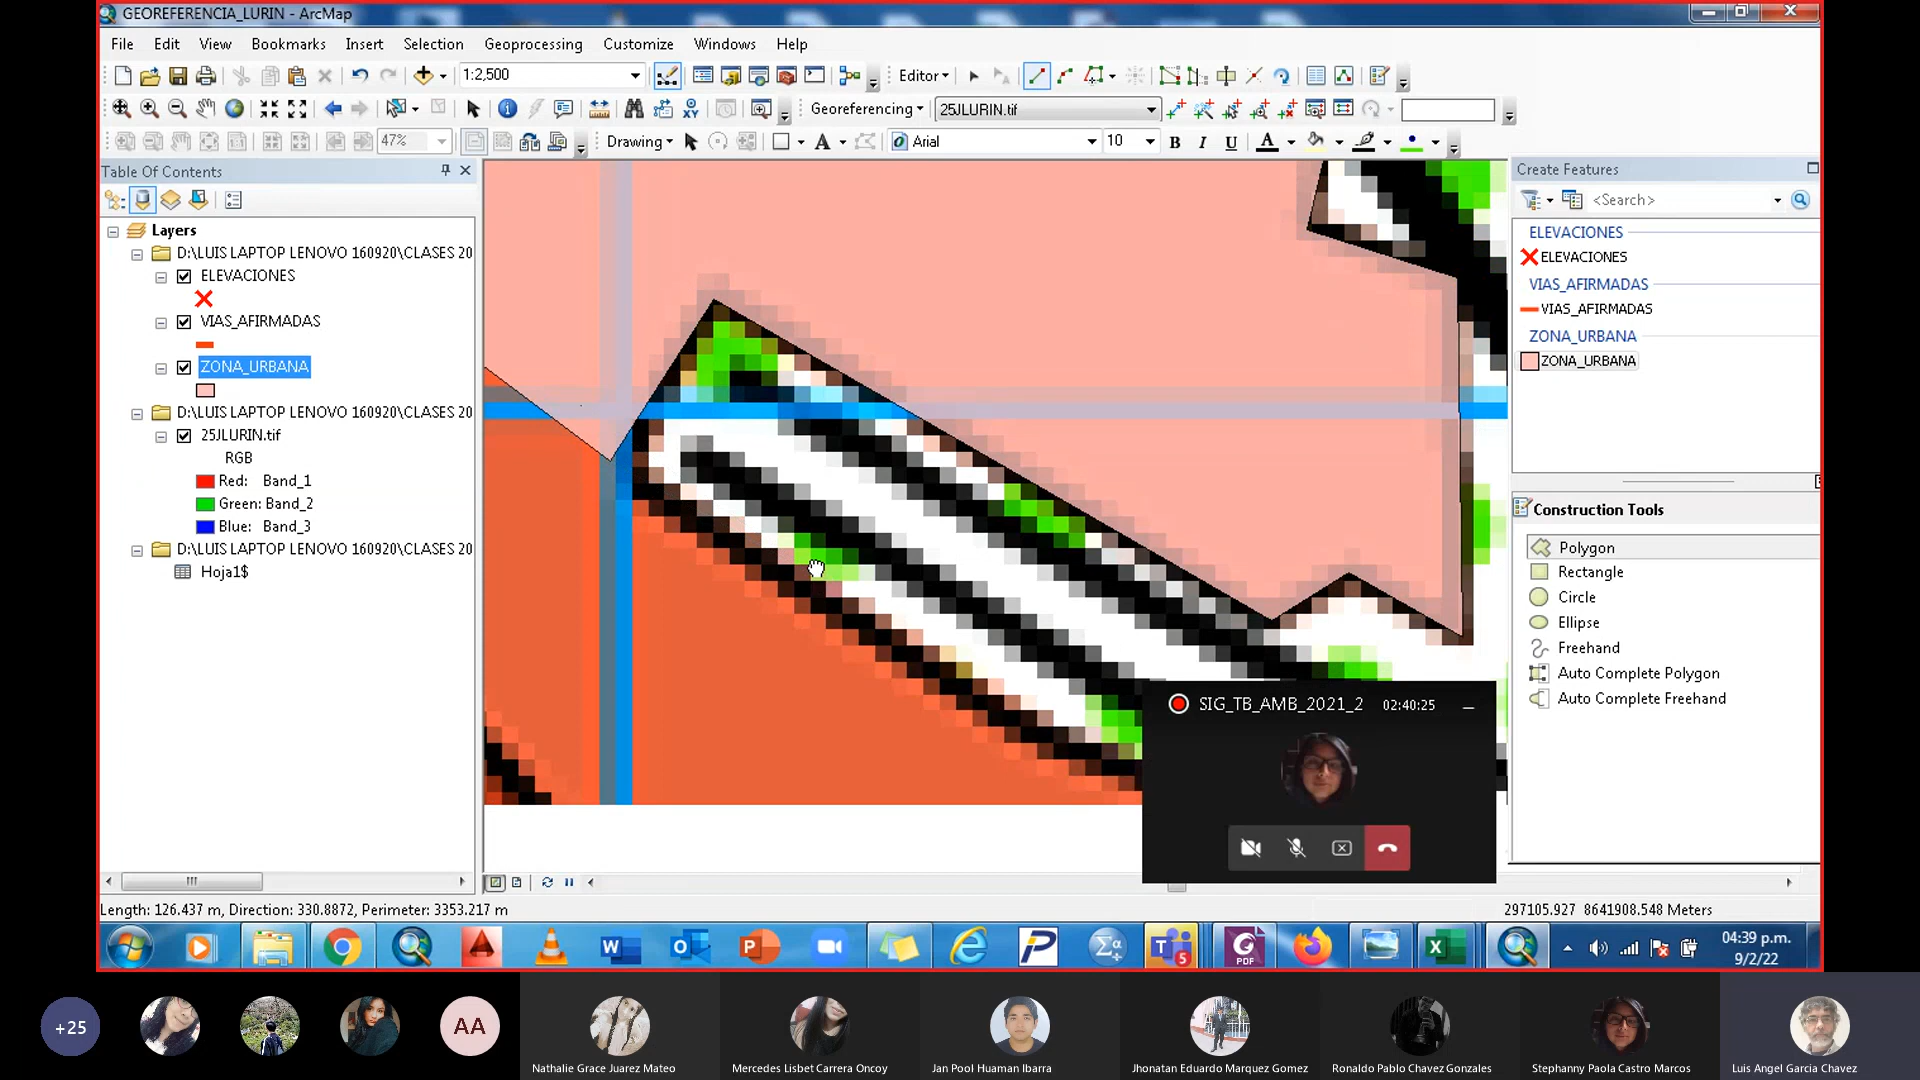 GEOREFERENCIA_LURIN - ArcMap
File Edit View Bookmarks Insert Selection Geoprocessing Customize Windows Help
1:2,500 Editor
Georeferencing 25JLURIN.tif
47% Drawing A Arial 10 B I U A
Table Of Contents
Layers
D:\LUIS LAPTOP LENOVO 160920\CLASES 20
ELEVACIONES
VIAS_AFIRMADAS
ZONA_URBANA
D:\LUIS LAPTOP LENOVO 160920\CLASES 20
25JLURIN.tif
RGB
Red: Band_1
Green: Band_2
Blue: Band_3
D:\LUIS LAPTOP LENOVO 160920\CLASES 20
Hoja1$
Create Features
<Search>
ELEVACIONES
ELEVACIONES
VIAS_AFIRMADAS
VIAS_AFIRMADAS
ZONA_URBANA
ZONA_URBANA
Construction Tools
Polygon
Rectangle
Circle
Ellipse
Freehand
Auto Complete Polygon
Auto Complete Freehand
SIG_TB_AMB_2021_2 02:40:25
Length: 126.437 m, Direction: 330.8872, Perimeter: 3353.217 m
297105.927 8641908.548 Meters
04:39 p.m.
9/2/22
+25
AA
Nathalie Grace Juarez Mateo
Mercedes Lisbet Carrera Oncoy
Jan Pool Huaman Ibarra
Jhonatan Eduardo Marquez Gomez
Ronaldo Pablo Chavez Gonzales
Stephanny Paola Castro Marcos
Luis Angel Garcia Chavez